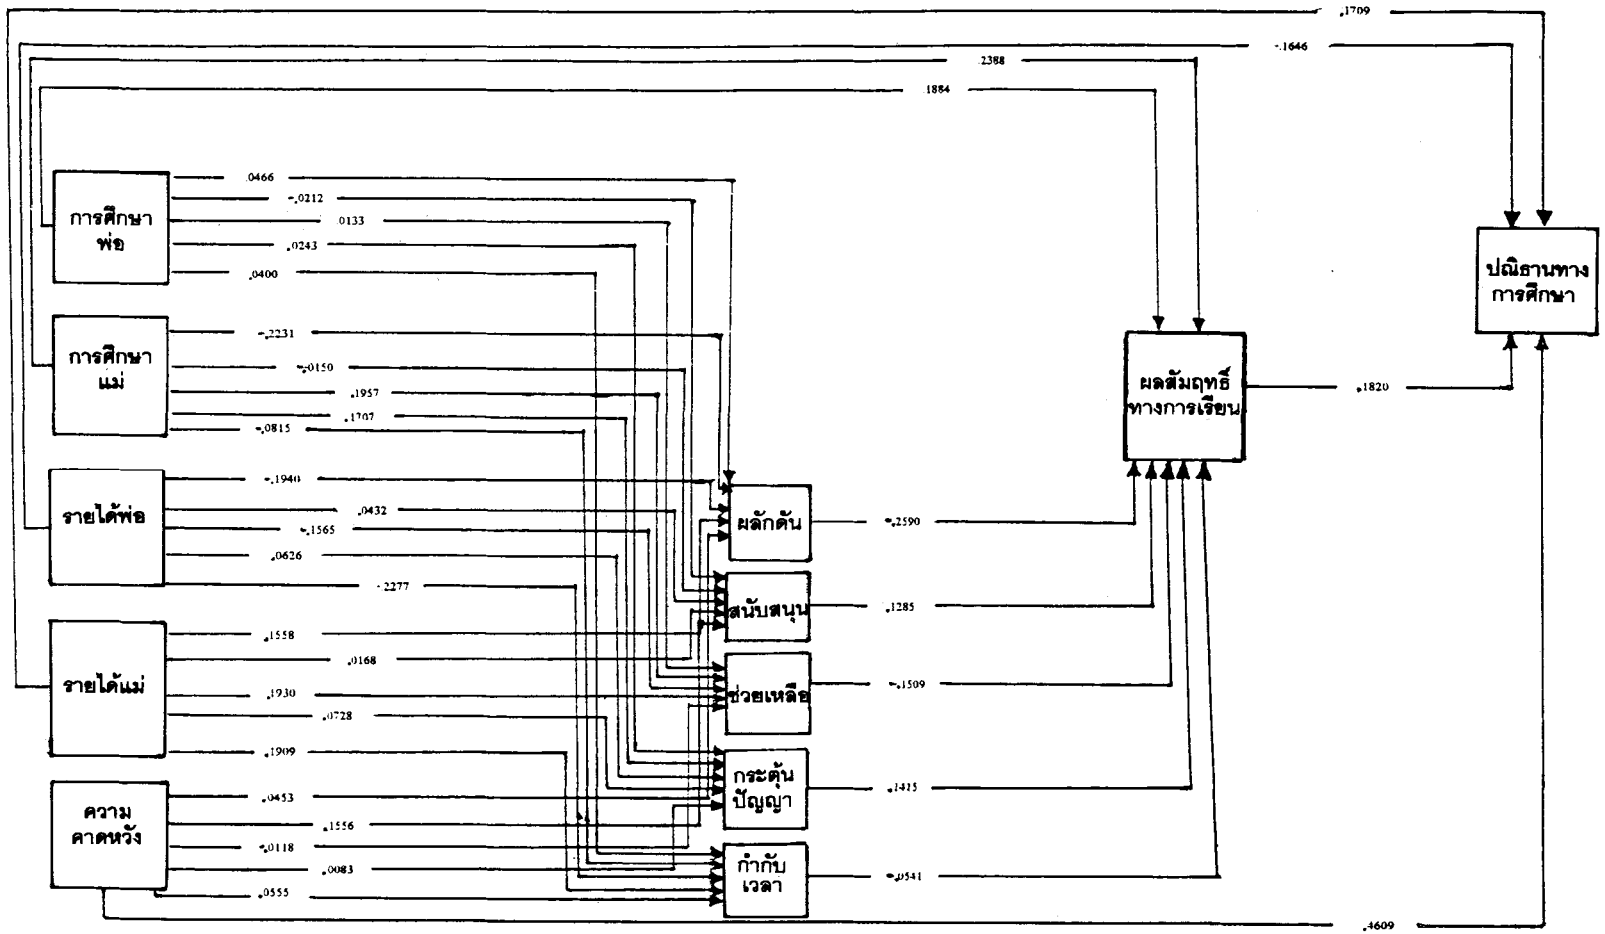 .1709
-.1646
.2388
.1884
.0466
-.0212
.0133
.0243
.0400
การศึกษา
พ่อ
ปณิธานทาง
การศึกษา
-.2231
-.0150
.1957
.1707
-.0815
การศึกษา
แม่
ผลสัมฤทธิ์
ทางการเรียน
.1820
-.1940
.0432
-.1565
.0626
-.2277
รายได้พ่อ
ผลักดัน
-.2590
สนับสนุน
.1285
.1558
.0168
.1930
.0728
.1909
รายได้แม่
ช่วยเหลือ
-.1509
กระตุ้น
ปัญญา
.1415
ความ
คาดหวัง
.0453
.1556
-.0118
.0083
.0555
กำกับ
เวลา
-.0541
.4609